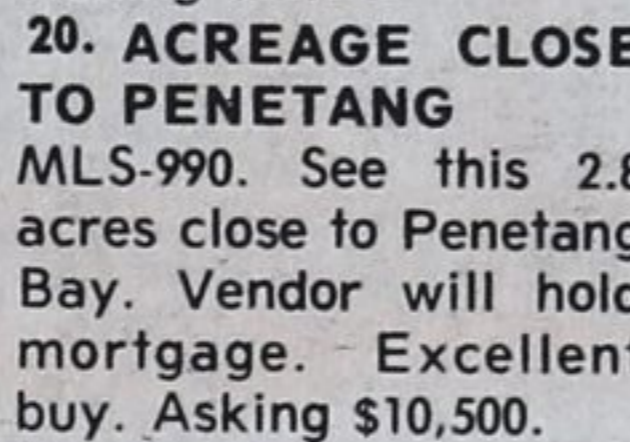 20. ACREAGE CLOSE
TO PENETANG
MLS-990. See this 2.8
acres close to Penetang
Bay. Vendor will hold
mortgage. Excellent
buy. Asking $10,500.